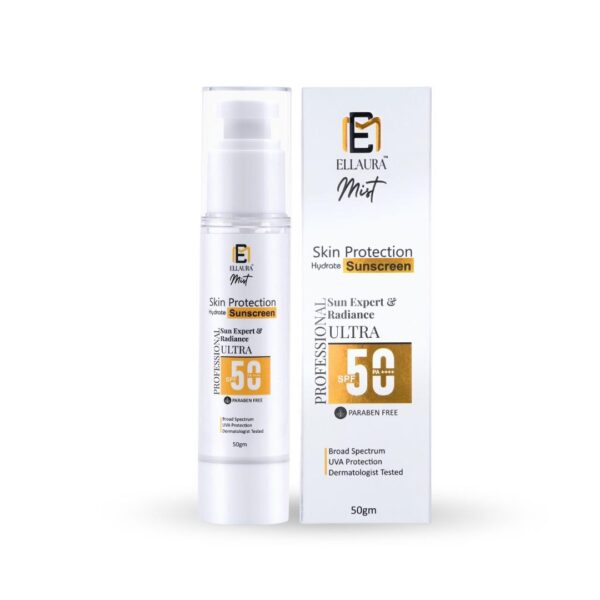 EM
ELLAURA™
Mist
Skin Protection
Hydrate Sunscreen
PROFESSIONAL
Sun Expert &
Radiance
ULTRA
SPF 50
PARABEN FREE
Broad Spectrum
UVA Protection
Dermatologist Tested
50gm
EM
ELLAURA™
Mist
Skin Protection
Hydrate Sunscreen
PROFESSIONAL
Sun Expert &
Radiance
ULTRA
SPF 50 PA ++++
PARABEN FREE
Broad Spectrum
UVA Protection
Dermatologist Tested
50gm